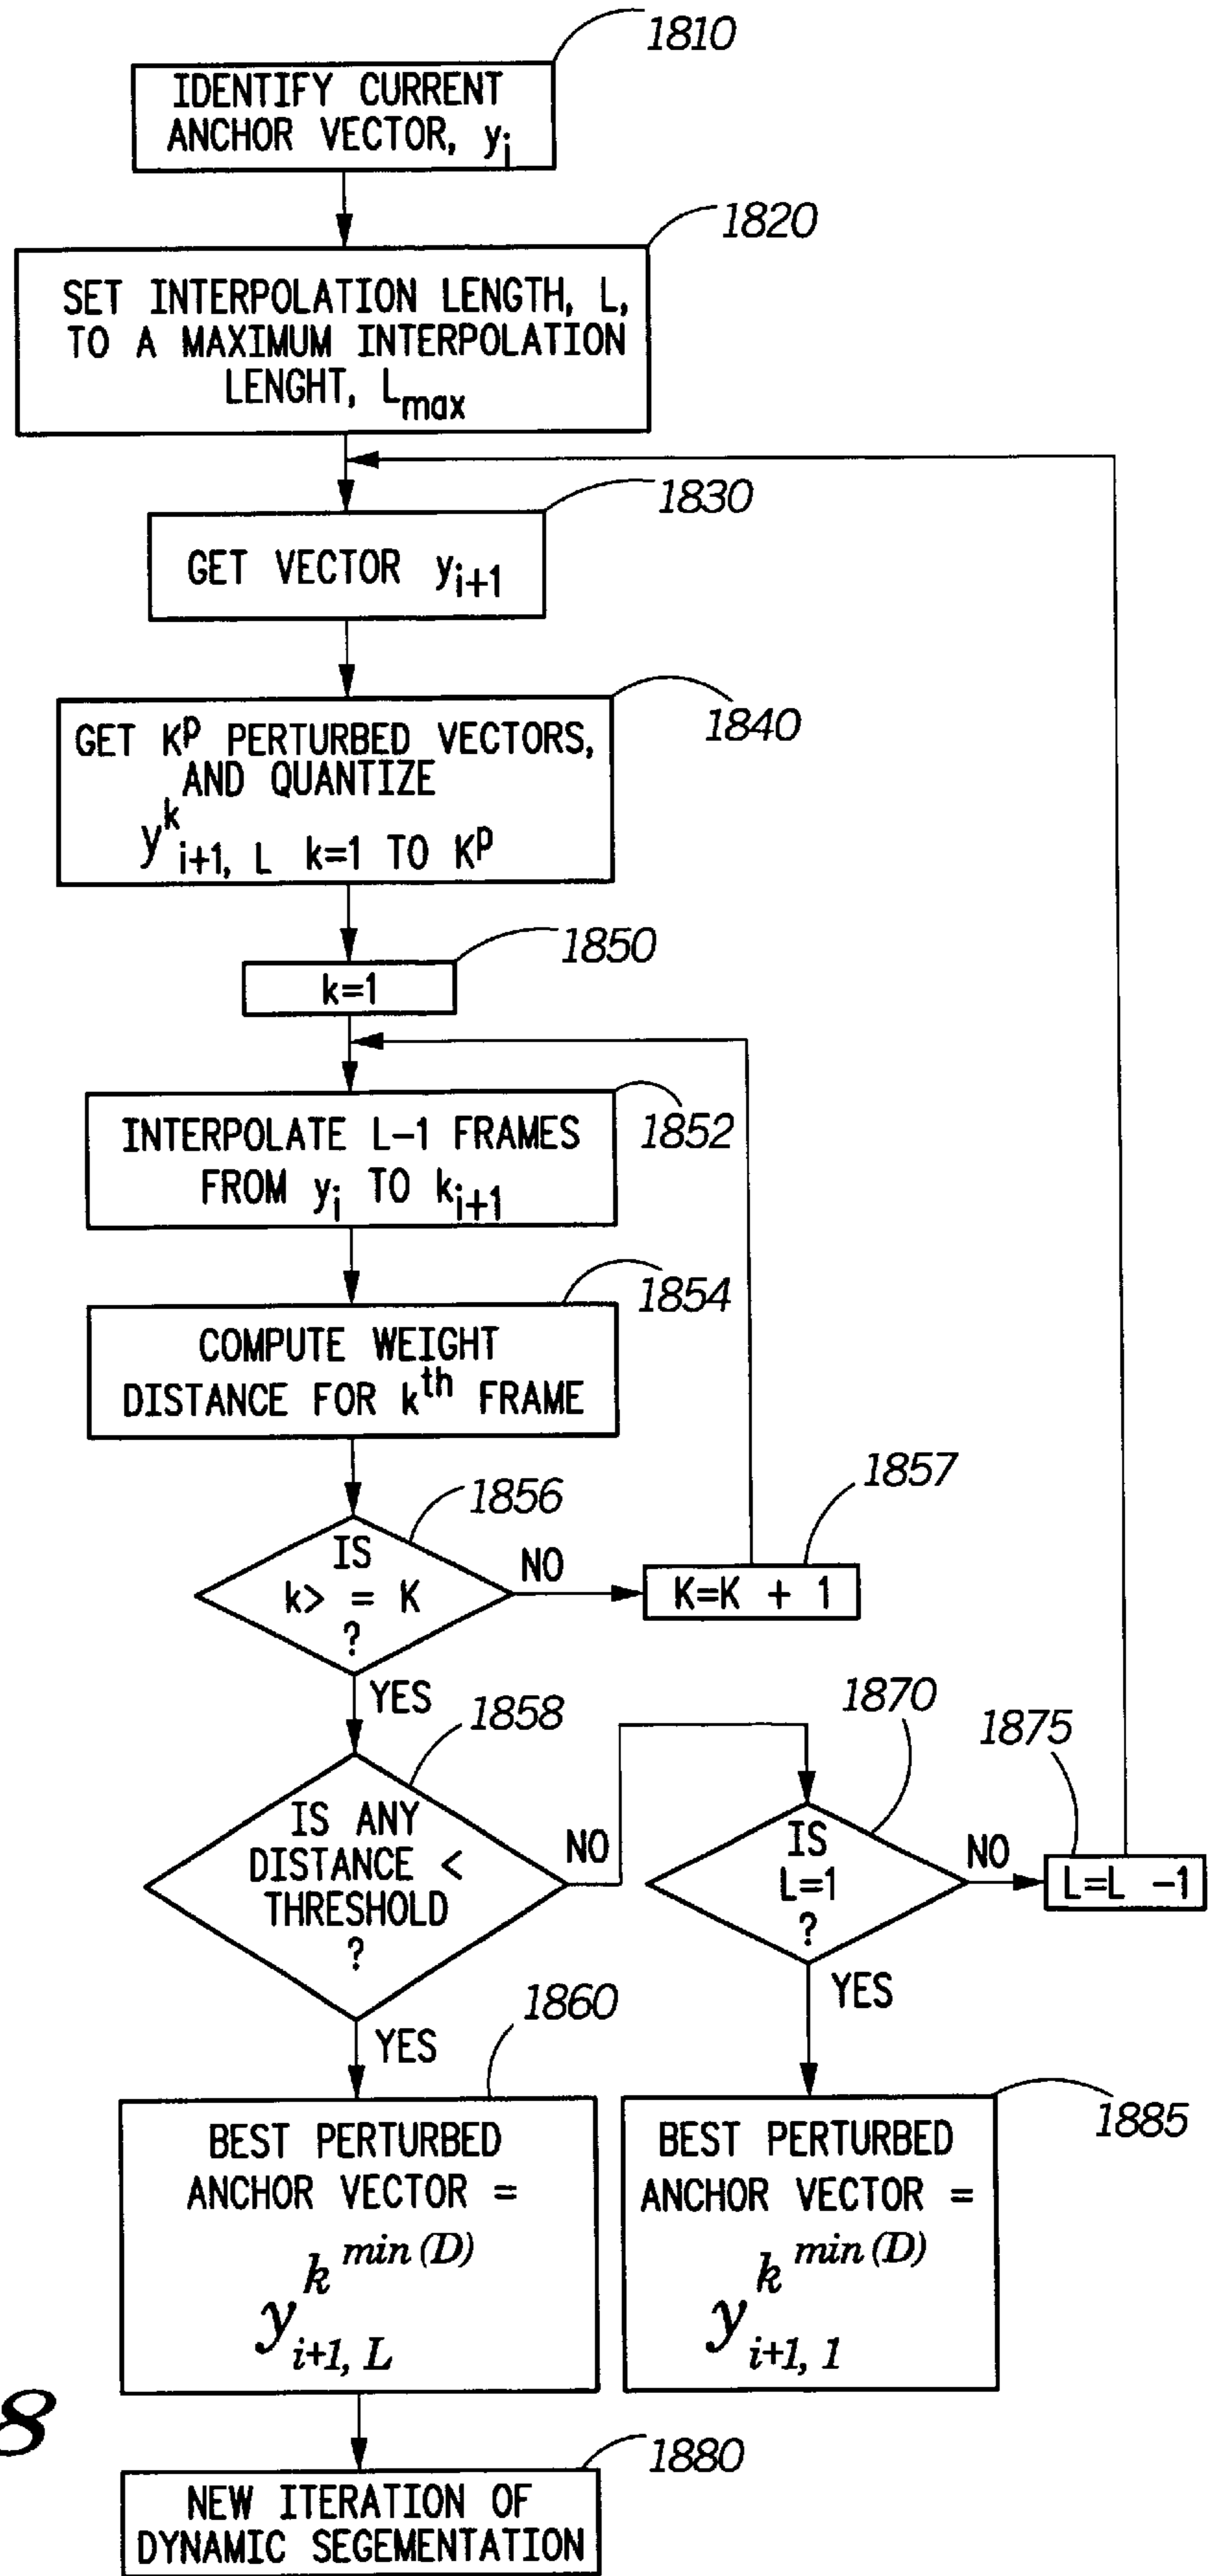 1810
IDENTIFY CURRENT
ANCHOR VECTOR, yi
1820
SET INTERPOLATION LENGTH, L,
TO A MAXIMUM INTERPOLATION
LENGHT, Lmax
1830
GET VECTOR yi+1
1840
GET Kᵖ PERTURBED VECTORS,
AND QUANTIZE
yᵏi+1, L k=1 TO Kᵖ
1850
k=1
1852
INTERPOLATE L-1 FRAMES
FROM yi TO ki+1
1854
COMPUTE WEIGHT
DISTANCE FOR kᵗʰ FRAME
1856
IS
k> = K
?
NO
1857
K=K + 1
YES
1858
IS ANY
DISTANCE <
THRESHOLD
?
NO
1870
IS
L=1
?
NO
1875
L=L -1
YES
1860
BEST PERTURBED
ANCHOR VECTOR =
y k min (D)
i+1, L
YES
1885
BEST PERTURBED
ANCHOR VECTOR =
y k min (D)
i+1, 1
8
1880
NEW ITERATION OF
DYNAMIC SEGEMENTATION